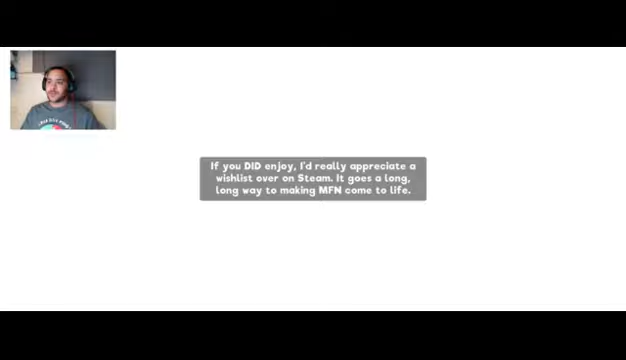 If you DID enjoy, I'd really appreciate a
wishlist over on Steam. It goes a long,
long way to making MFN come to life.